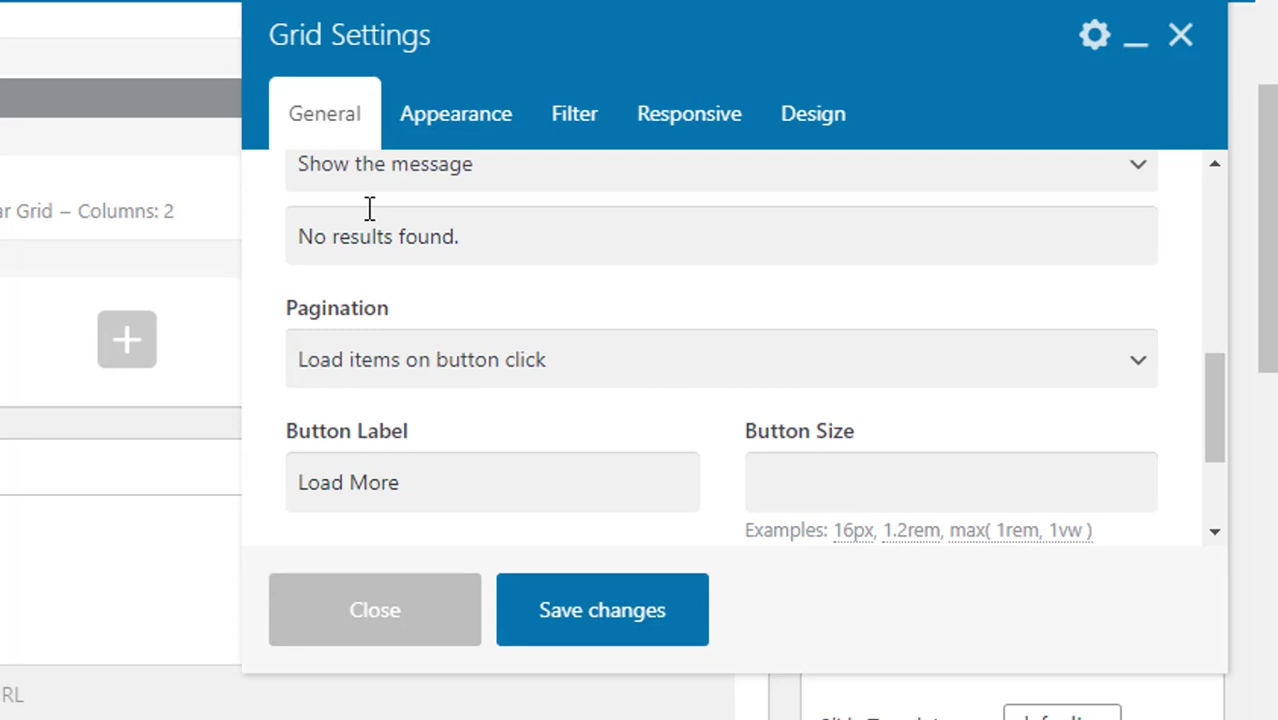 Grid Settings
General Appearance Filter Responsive Design
Show the message
ar Grid – Columns: 2
No results found.
Pagination
Load items on button click
Button Label Button Size
Load More
Examples: 16px, 1.2rem, max( 1rem, 1vw )
Close Save changes
RL